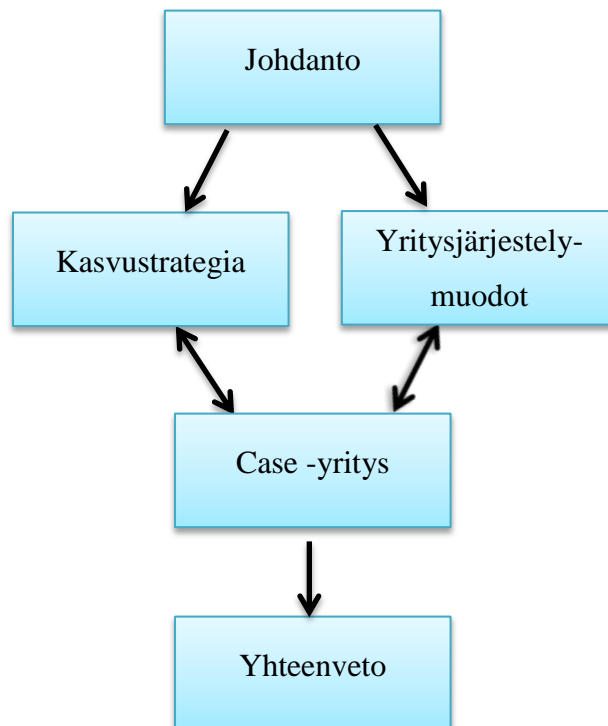 Johdanto
Kasvustrategia
Yritysjärjestely-
muodot
Case -yritys
Yhteenveto